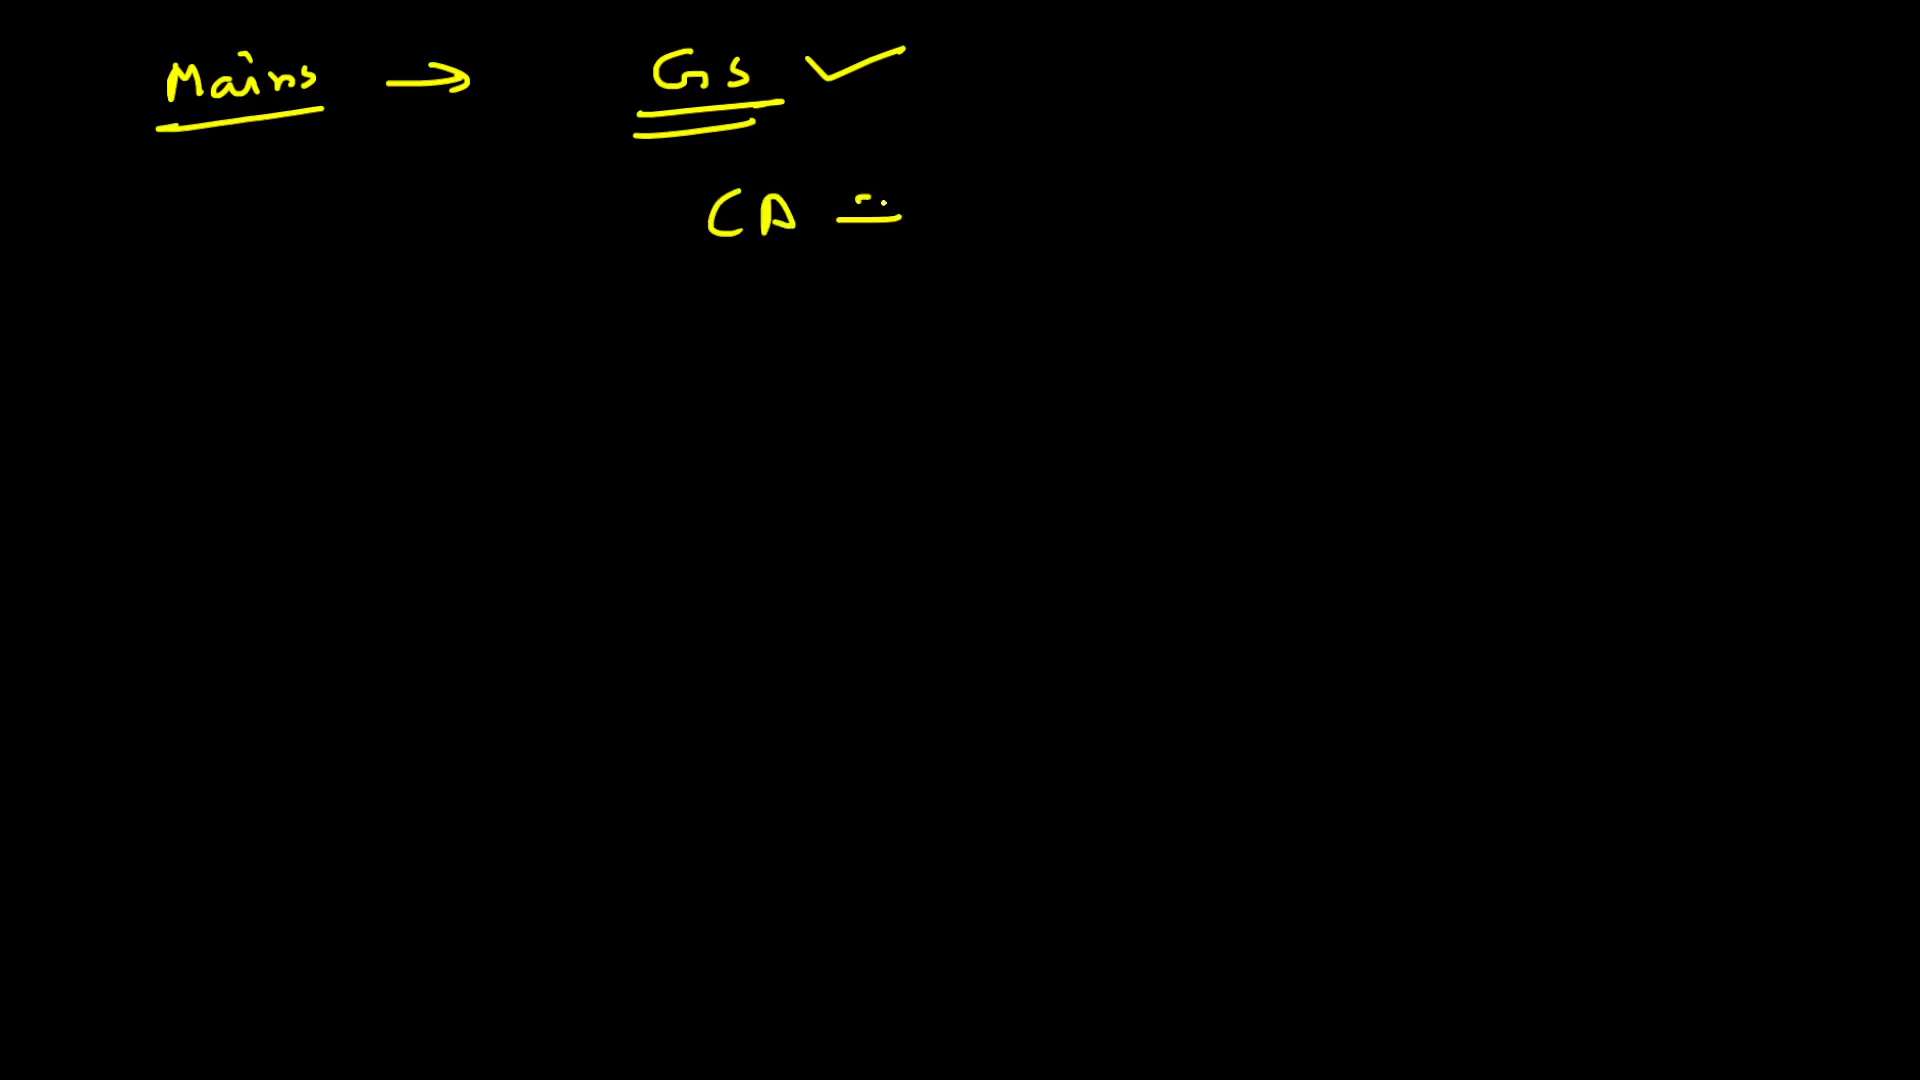 Mains → Gs ✓
CA